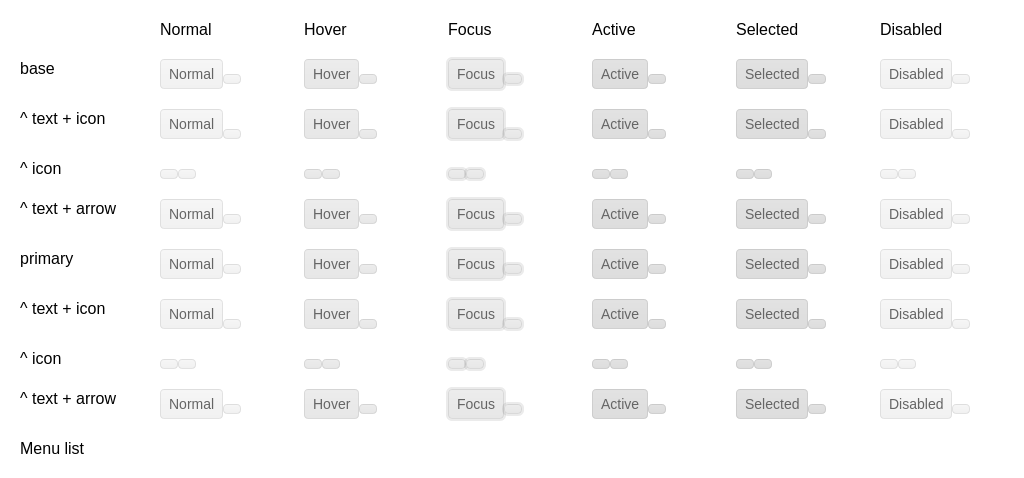 Normal Hover Focus Active Selected Disabled
base Normal Hover Focus Active Selected Disabled
^ text + icon Normal Hover Focus Active Selected Disabled
^ icon
^ text + arrow Normal Hover Focus Active Selected Disabled
primary Normal Hover Focus Active Selected Disabled
^ text + icon Normal Hover Focus Active Selected Disabled
^ icon
^ text + arrow Normal Hover Focus Active Selected Disabled
Menu list